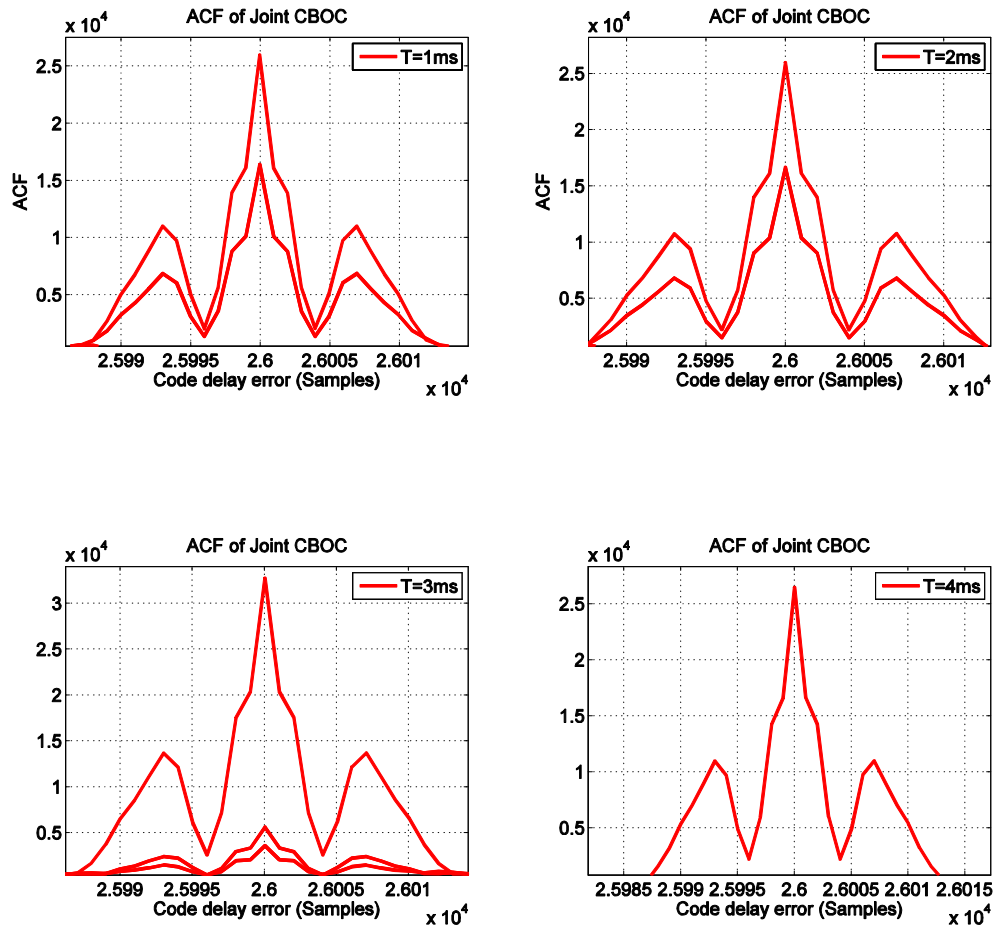 x 10^4
ACF of Joint CBOC
T=1ms
2.5
2
1.5
1
0.5
ACF
2.599 2.5995 2.6 2.6005 2.601
Code delay error (Samples)
x 10^4
x 10^4
ACF of Joint CBOC
T=2ms
2.5
2
1.5
1
0.5
ACF
2.599 2.5995 2.6 2.6005 2.601
Code delay error (Samples)
x 10^4
x 10^4
ACF of Joint CBOC
T=3ms
3
2.5
2
1.5
1
0.5
2.599 2.5995 2.6 2.6005 2.601
Code delay error (Samples)
x 10^4
x 10^4
ACF of Joint CBOC
T=4ms
2.5
2
1.5
1
0.5
2.5985 2.599 2.5995 2.6 2.6005 2.601 2.6015
Code delay error (Samples)
x 10^4